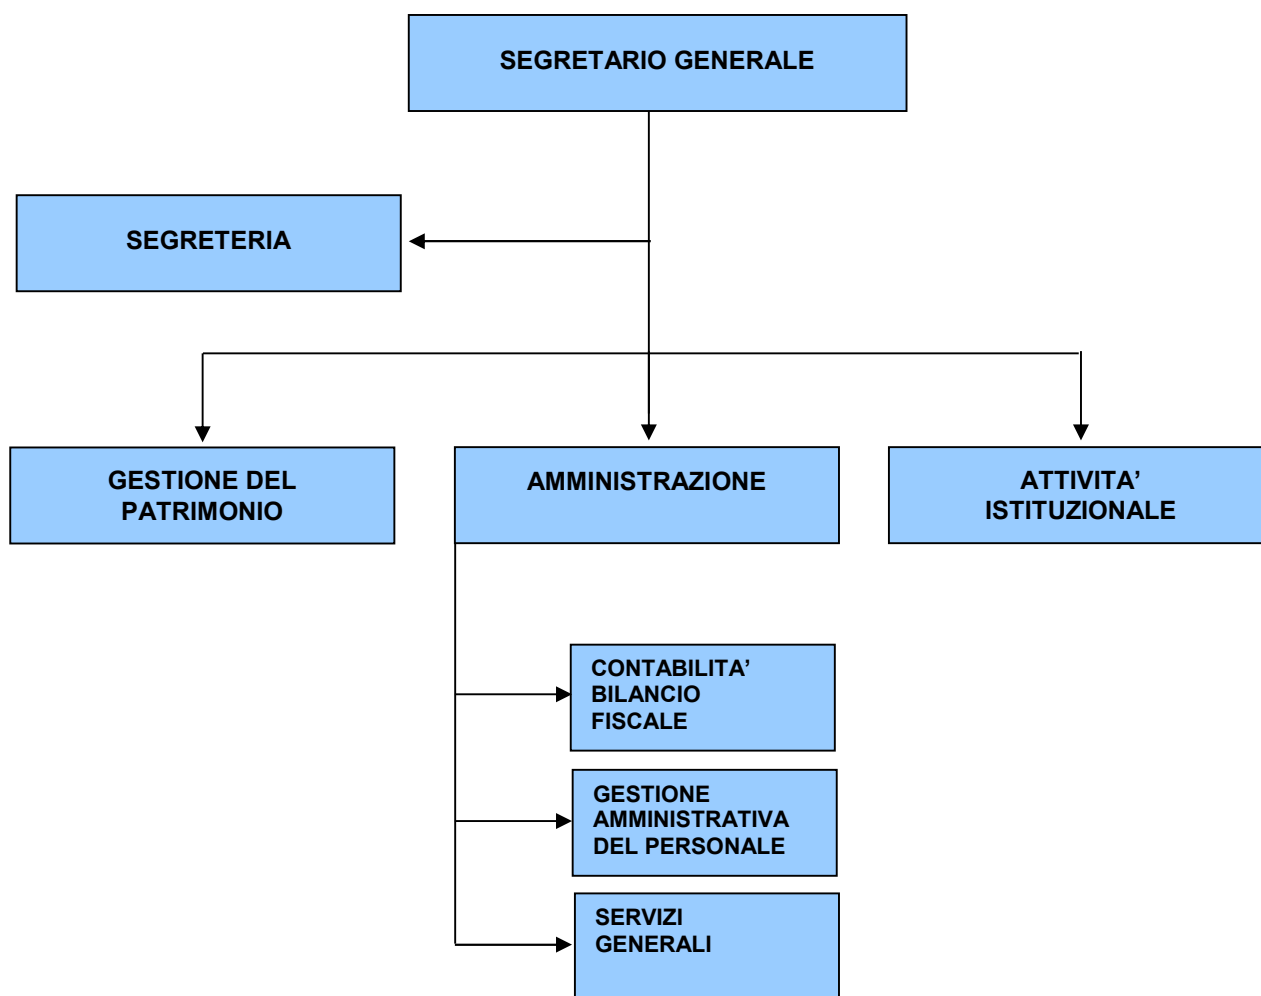 SEGRETARIO GENERALE
SEGRETERIA
GESTIONE DEL
PATRIMONIO
AMMINISTRAZIONE
ATTIVITA’
ISTITUZIONALE
CONTABILITA’
BILANCIO
FISCALE
GESTIONE
AMMINISTRATIVA
DEL PERSONALE
SERVIZI
GENERALI